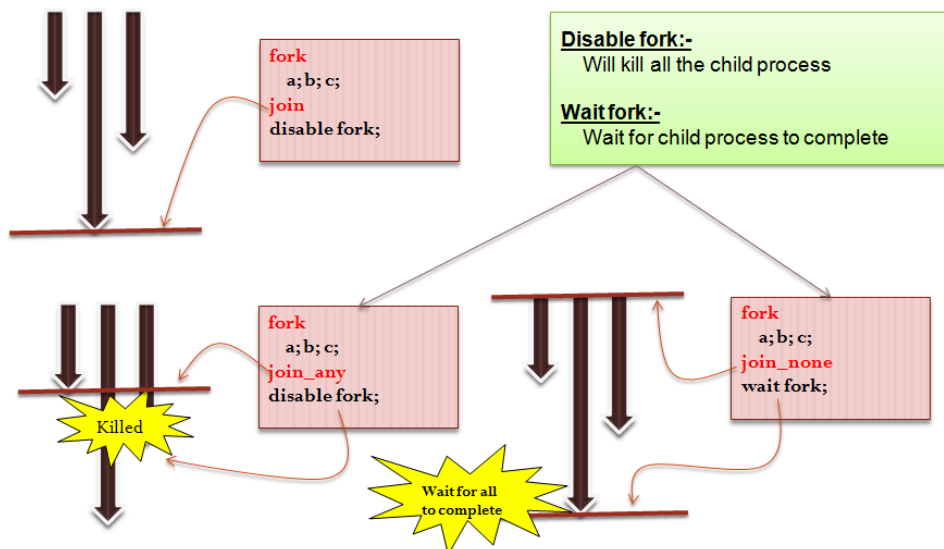 fork
a; b; c;
join
disable fork;
Disable fork:-
Will kill all the child process
Wait fork:-
Wait for child process to complete
fork
a; b; c;
join_any
disable fork;
Killed
fork
a; b; c;
join_none
wait fork;
Wait for all
to complete